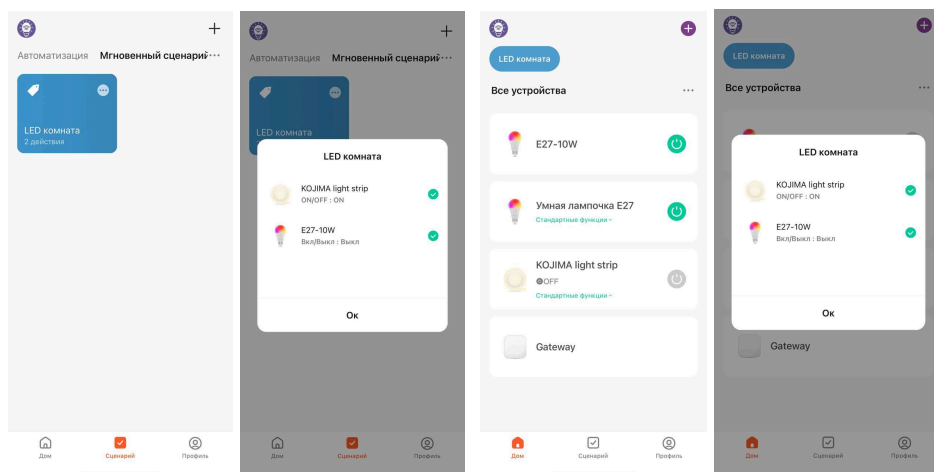 Автоматизация Мгновенный сценарий ...
LED комната
2 действия
Дом Сценарий Профиль
Автоматизация Мгновенный сценарий ...
LED комната
LED комната
KOJIMA light strip
ON/OFF : ON
E27-10W
Вкл/Выкл : Выкл
Ок
Дом Сценарий Профиль
LED комната
Все устройства ...
E27-10W
Умная лампочка E27
Стандартные функции
KOJIMA light strip
OFF
Стандартные функции
Gateway
Дом Сценарий Профиль
LED комната
Все устройства ...
LED комната
KOJIMA light strip
ON/OFF : ON
E27-10W
Вкл/Выкл : Выкл
Ок
Gateway
Дом Сценарий Профиль